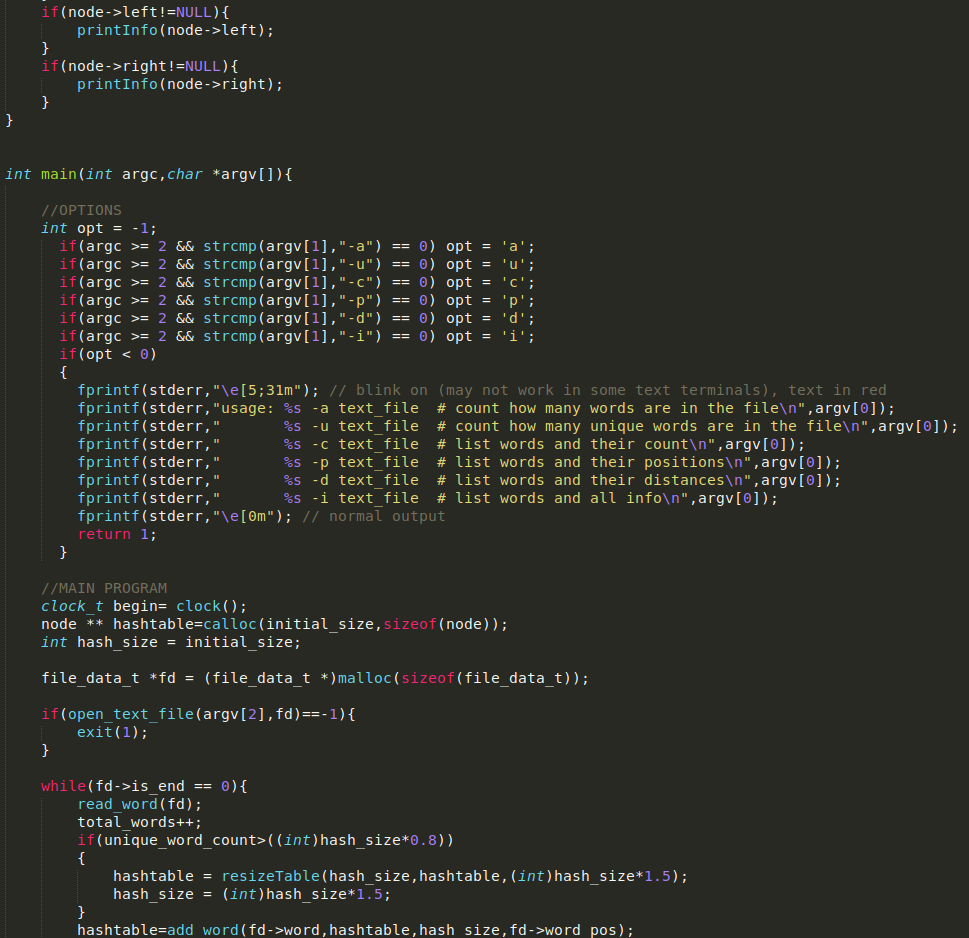 if(node->left!=NULL){
        printInfo(node->left);
    }
    if(node->right!=NULL){
        printInfo(node->right);
    }
}
int main(int argc,char *argv[]){
    //OPTIONS
    int opt = -1;
      if(argc >= 2 && strcmp(argv[1],"-a") == 0) opt = 'a';
      if(argc >= 2 && strcmp(argv[1],"-u") == 0) opt = 'u';
      if(argc >= 2 && strcmp(argv[1],"-c") == 0) opt = 'c';
      if(argc >= 2 && strcmp(argv[1],"-p") == 0) opt = 'p';
      if(argc >= 2 && strcmp(argv[1],"-d") == 0) opt = 'd';
      if(argc >= 2 && strcmp(argv[1],"-i") == 0) opt = 'i';
      if(opt < 0)
      {
        fprintf(stderr,"\e[5;31m"); // blink on (may not work in some text terminals), text in red
        fprintf(stderr,"usage: %s -a text_file  # count how many words are in the file\n",argv[0]);
        fprintf(stderr,"       %s -u text_file  # count how many unique words are in the file\n",argv[0]);
        fprintf(stderr,"       %s -c text_file  # list words and their count\n",argv[0]);
        fprintf(stderr,"       %s -p text_file  # list words and their positions\n",argv[0]);
        fprintf(stderr,"       %s -d text_file  # list words and their distances\n",argv[0]);
        fprintf(stderr,"       %s -i text_file  # list words and all info\n",argv[0]);
        fprintf(stderr,"\e[0m"); // normal output
        return 1;
      }
    //MAIN PROGRAM
    clock_t begin= clock();
    node ** hashtable=calloc(initial_size,sizeof(node));
    int hash_size = initial_size;
    file_data_t *fd = (file_data_t *)malloc(sizeof(file_data_t));
    if(open_text_file(argv[2],fd)==-1){
        exit(1);
    }
    while(fd->is_end == 0){
        read_word(fd);
        total_words++;
        if(unique_word_count>((int)hash_size*0.8))
        {
            hashtable = resizeTable(hash_size,hashtable,(int)hash_size*1.5);
            hash_size = (int)hash_size*1.5;
        }
        hashtable=add_word(fd->word,hashtable,hash_size,fd->word_pos);